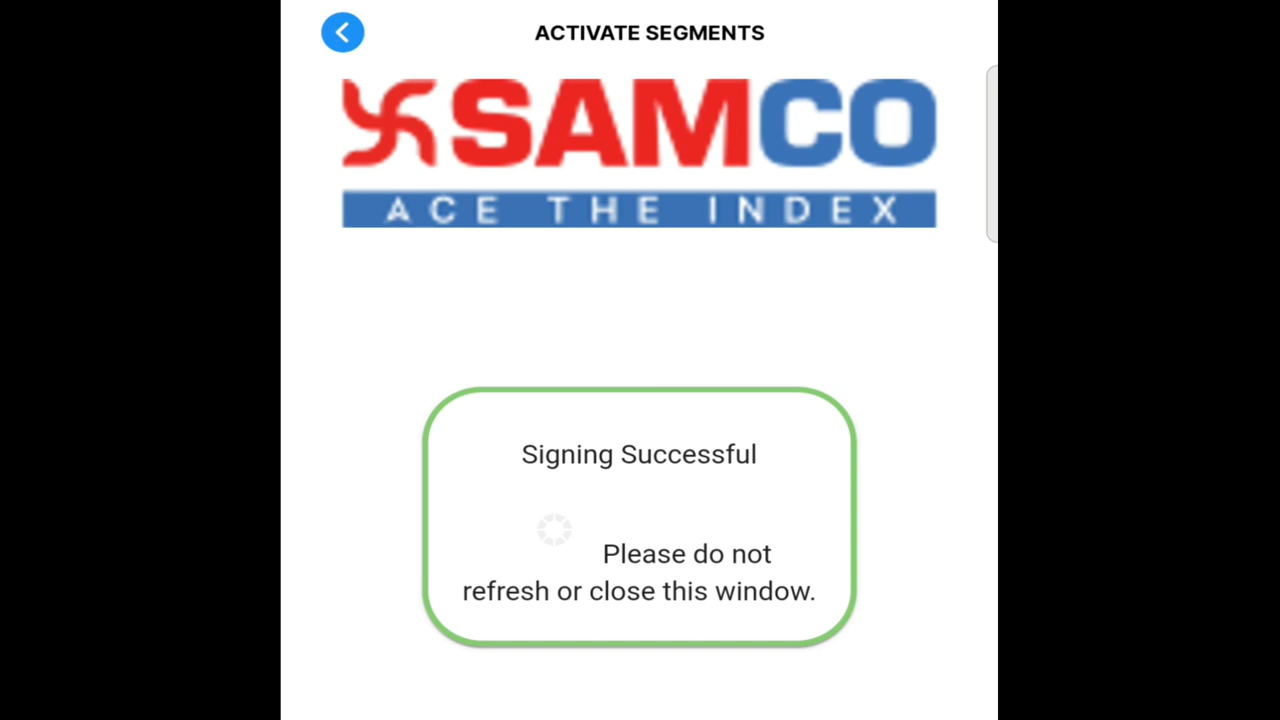 ACTIVATE SEGMENTS
SAMCO
ACE THE INDEX
Signing Successful
Please do not
refresh or close this window.